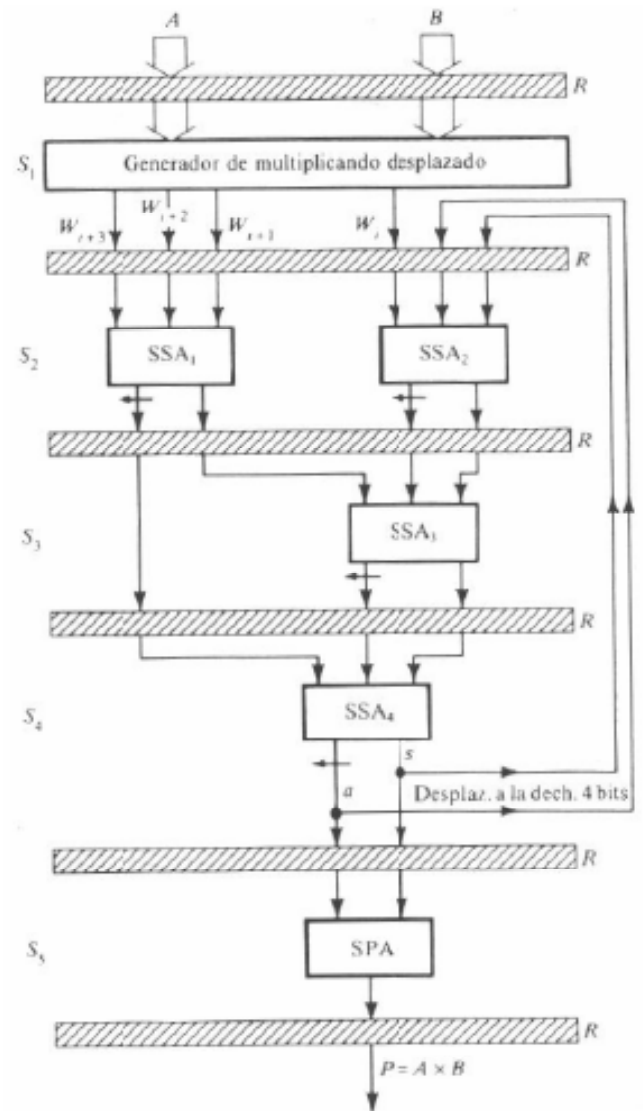 A
B
R
S₁
Generador de multiplicando desplazado
Wᵢ₊₃
Wᵢ₊₂
Wᵢ₊₁
Wᵢ
R
S₂
SSA₁
SSA₂
R
S₃
SSA₃
R
S₄
SSA₄
s
a
Desplaz. a la dech. 4 bits
R
S₅
SPA
R
P = A × B